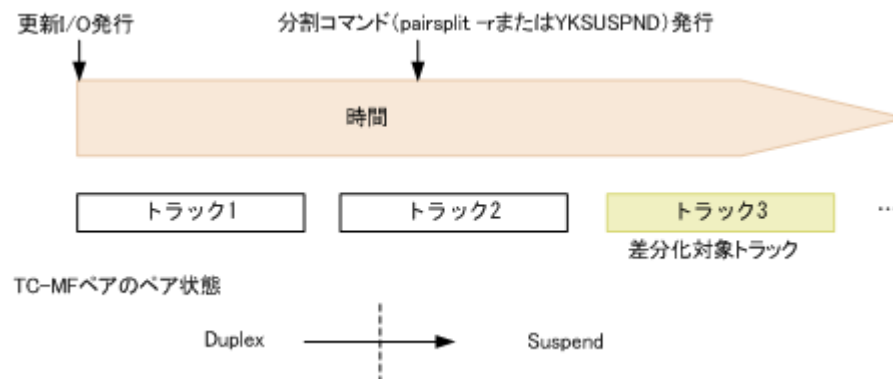 更新I/O発行
分割コマンド(pairsplit -rまたはYKSUSPND)発行
時間
トラック1
トラック2
トラック3
...
差分化対象トラック
TC-MFペアのペア状態
Duplex
Suspend